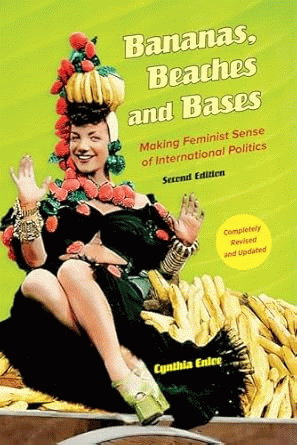 Bananas,
Beaches
and Bases
Making Feminist Sense
of International Politics
Second Edition
Completely
Revised
and Updated
Cynthia Enloe